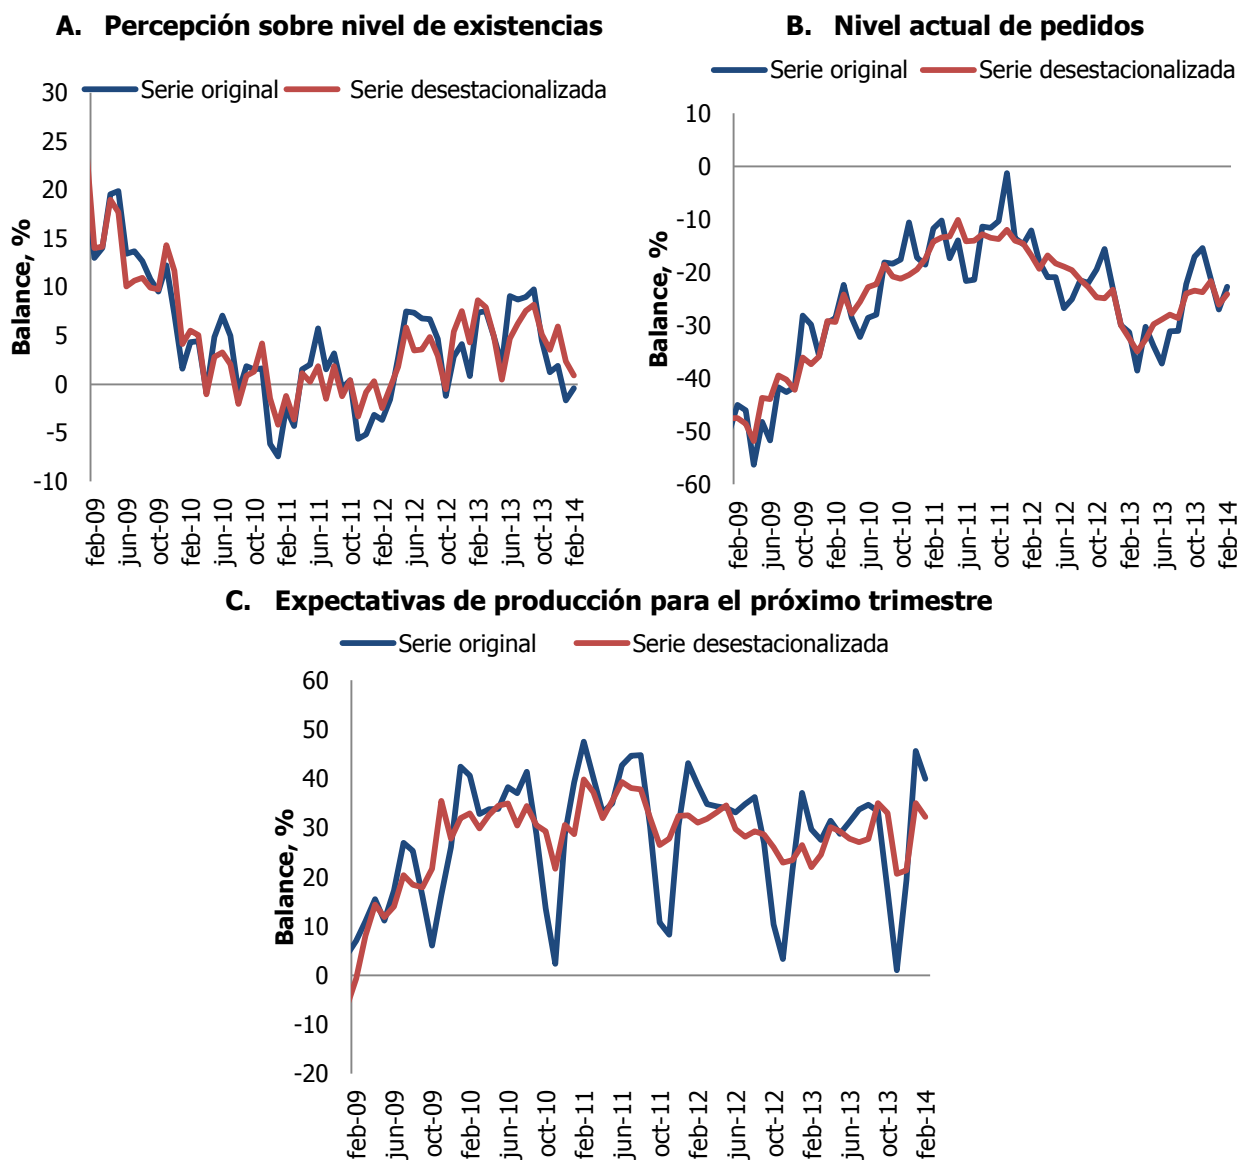 A. Percepción sobre nivel de existencias
Serie original Serie desestacionalizada
Balance, %
30
25
20
15
10
5
0
-5
-10
feb-09 jun-09 oct-09 feb-10 jun-10 oct-10 feb-11 jun-11 oct-11 feb-12 jun-12 oct-12 feb-13 jun-13 oct-13 feb-14
B. Nivel actual de pedidos
Serie original Serie desestacionalizada
Balance, %
10
0
-10
-20
-30
-40
-50
-60
feb-09 jun-09 oct-09 feb-10 jun-10 oct-10 feb-11 jun-11 oct-11 feb-12 jun-12 oct-12 feb-13 jun-13 oct-13 feb-14
C. Expectativas de producción para el próximo trimestre
Serie original Serie desestacionalizada
Balance, %
60
50
40
30
20
10
0
-10
-20
feb-09 jun-09 oct-09 feb-10 jun-10 oct-10 feb-11 jun-11 oct-11 feb-12 jun-12 oct-12 feb-13 jun-13 oct-13 feb-14